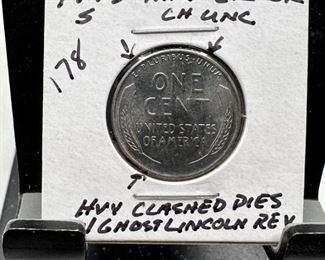 S CH UNC
178
E·PLURIBUS·UNUM
ONE
CENT
UNITED STATES
OF AMERICA
HVY CLASHED DIES
/GHOST LINCOLN REV